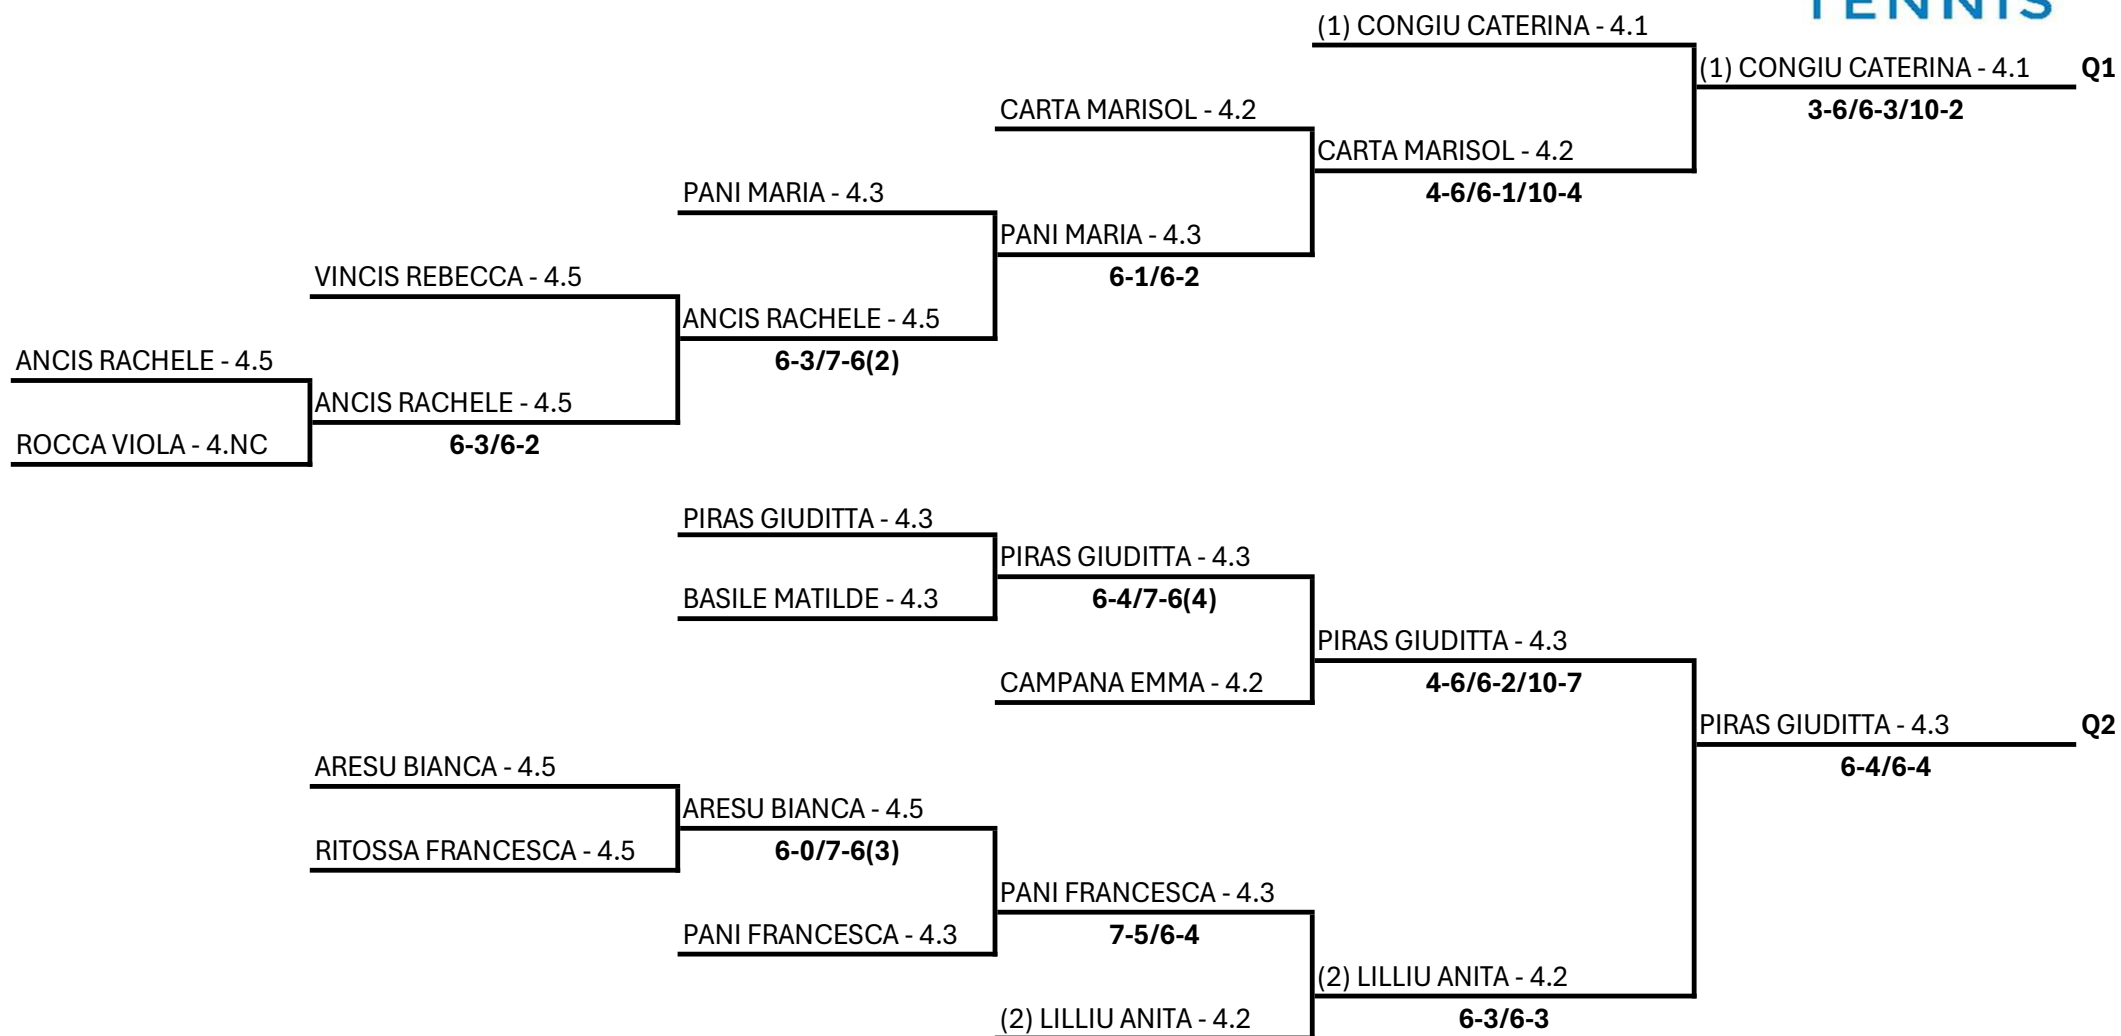 TENNIS
(1) CONGIU CATERINA - 4.1
(1) CONGIU CATERINA - 4.1 Q1
CARTA MARISOL - 4.2
3-6/6-3/10-2
CARTA MARISOL - 4.2
PANI MARIA - 4.3
4-6/6-1/10-4
PANI MARIA - 4.3
VINCIS REBECCA - 4.5
6-1/6-2
ANCIS RACHELE - 4.5
ANCIS RACHELE - 4.5
6-3/7-6(2)
ANCIS RACHELE - 4.5
ROCCA VIOLA - 4.NC
6-3/6-2
PIRAS GIUDITTA - 4.3
PIRAS GIUDITTA - 4.3
BASILE MATILDE - 4.3
6-4/7-6(4)
PIRAS GIUDITTA - 4.3
CAMPANA EMMA - 4.2
4-6/6-2/10-7
PIRAS GIUDITTA - 4.3 Q2
ARESU BIANCA - 4.5
6-4/6-4
ARESU BIANCA - 4.5
RITOSSA FRANCESCA - 4.5
6-0/7-6(3)
PANI FRANCESCA - 4.3
PANI FRANCESCA - 4.3
7-5/6-4
(2) LILLIU ANITA - 4.2
(2) LILLIU ANITA - 4.2
6-3/6-3